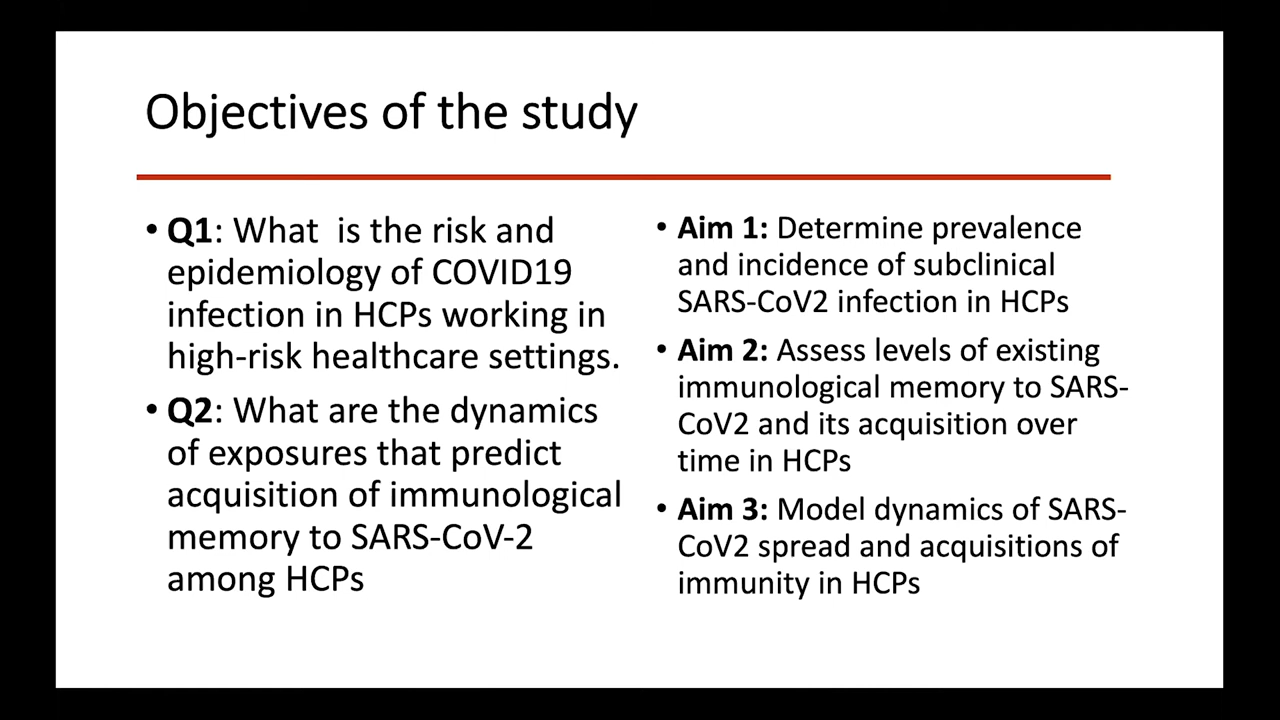 Objectives of the study
• Q1: What  is the risk and
epidemiology of COVID19
infection in HCPs working in
high-risk healthcare settings.
• Q2: What are the dynamics
of exposures that predict
acquisition of immunological
memory to SARS-CoV-2
among HCPs
• Aim 1: Determine prevalence
and incidence of subclinical
SARS-CoV2 infection in HCPs
• Aim 2: Assess levels of existing
immunological memory to SARS-
CoV2 and its acquisition over
time in HCPs
• Aim 3: Model dynamics of SARS-
CoV2 spread and acquisitions of
immunity in HCPs